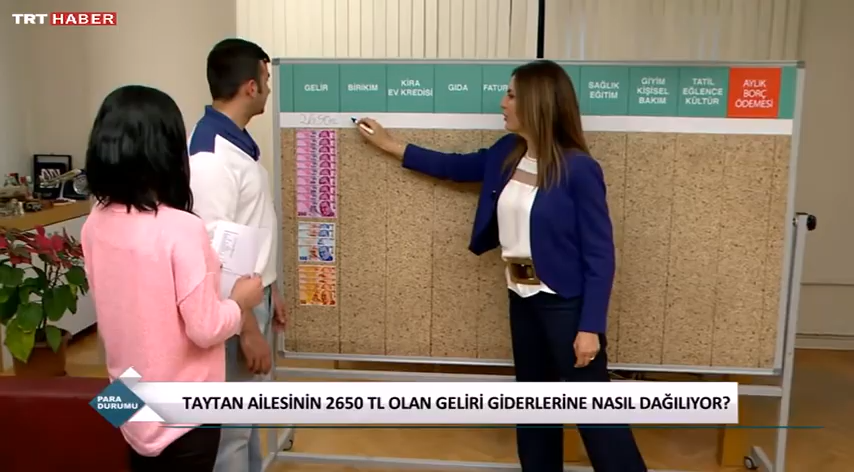 TRT HABER
GELİR
BİRİKİM
KİRA
EV KREDİSİ
GIDA
FATUR
SAĞLIK
EĞİTİM
GİYİM
KİŞİSEL
BAKIM
TATİL
EĞLENCE
KÜLTÜR
AYLIK
BORÇ
ÖDEMESİ
PARA
DURUMU
TAYTAN AİLESİNİN 2650 TL OLAN GELİRİ GİDERLERİNE NASIL DAĞILIYOR?